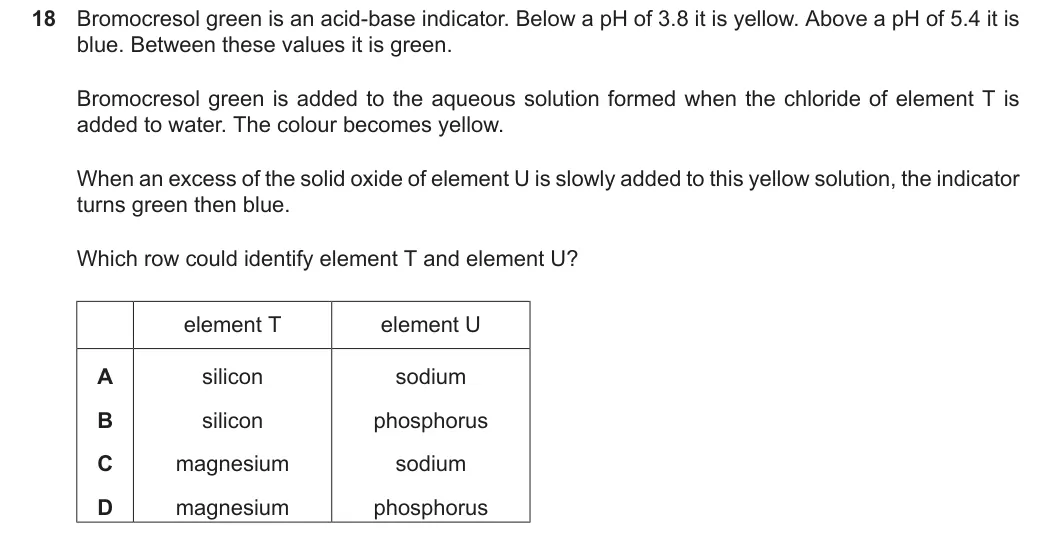 18 Bromocresol green is an acid-base indicator. Below a pH of 3.8 it is yellow. Above a pH of 5.4 it is
blue. Between these values it is green.
Bromocresol green is added to the aqueous solution formed when the chloride of element T is
added to water. The colour becomes yellow.
When an excess of the solid oxide of element U is slowly added to this yellow solution, the indicator
turns green then blue.
Which row could identify element T and element U?
element T element U
A silicon sodium
B silicon phosphorus
C magnesium sodium
D magnesium phosphorus